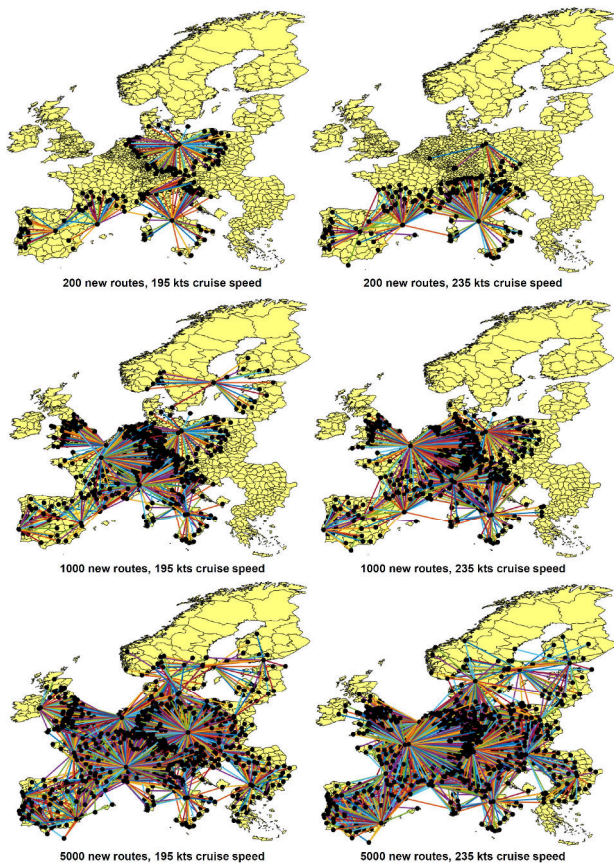 200 new routes, 195 kts cruise speed
200 new routes, 235 kts cruise speed
1000 new routes, 195 kts cruise speed
1000 new routes, 235 kts cruise speed
5000 new routes, 195 kts cruise speed
5000 new routes, 235 kts cruise speed